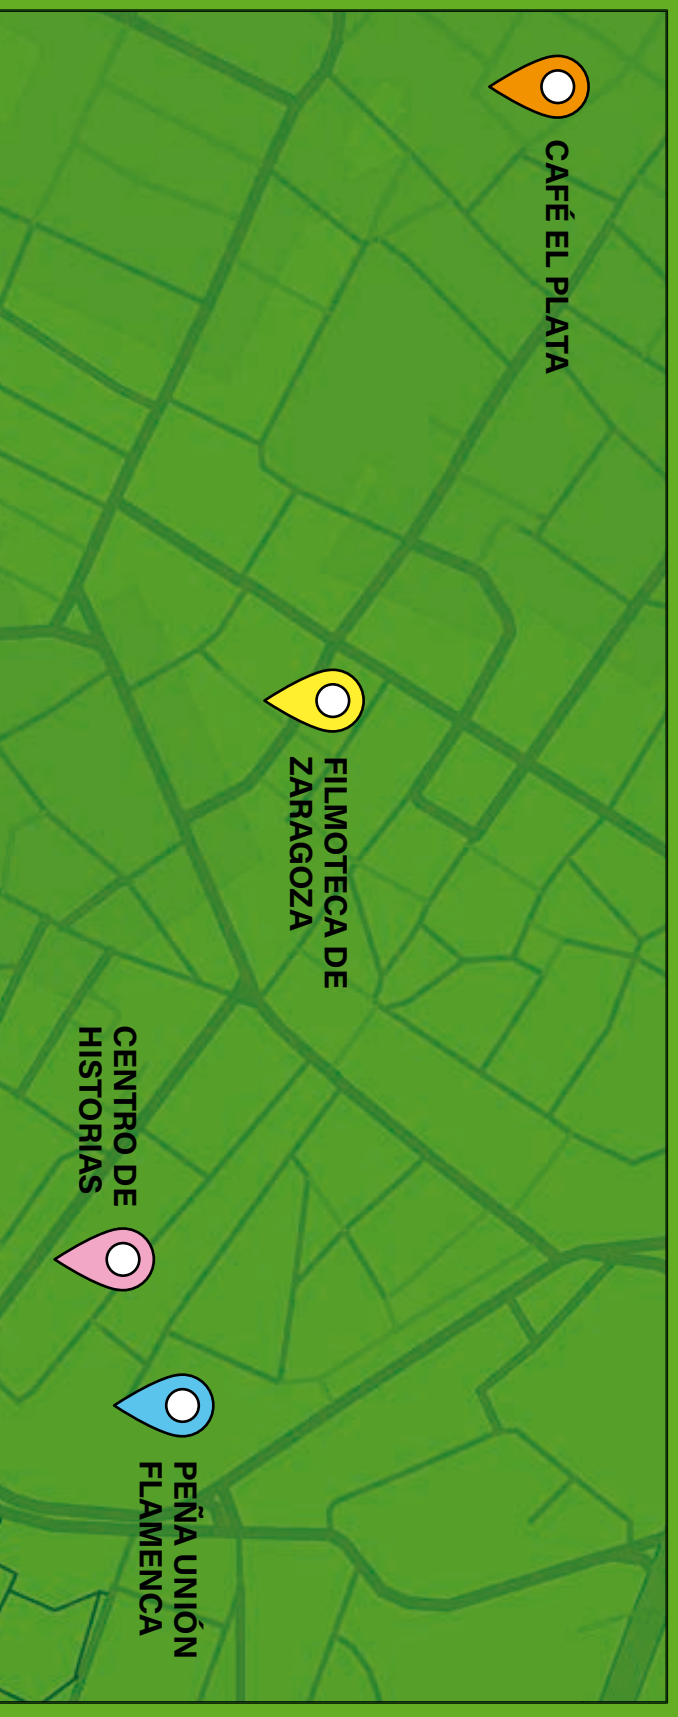 CAFÉ EL PLATA
FILMOTECA DE
ZARAGOZA
CENTRO DE
HISTORIAS
PEÑA UNIÓN
FLAMENCA